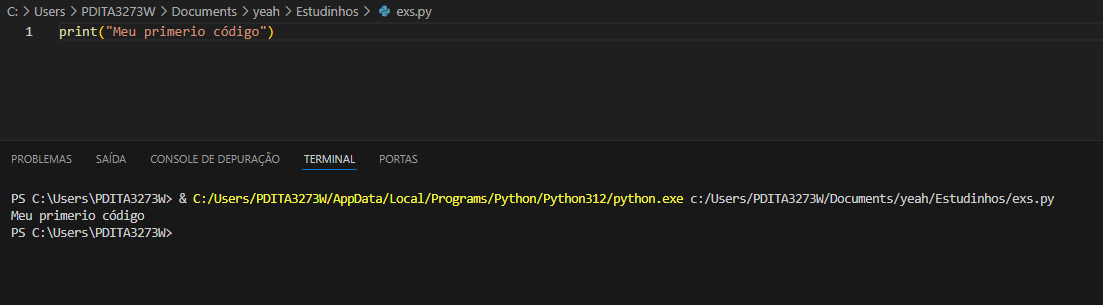 C: > Users > PDITA3273W > Documents > yeah > Estudinhos > exs.py
1 print("Meu primerio código")
PROBLEMAS SAÍDA CONSOLE DE DEPURAÇÃO TERMINAL PORTAS
PS C:\Users\PDITA3273W> & C:/Users/PDITA3273W/AppData/Local/Programs/Python/Python312/python.exe c:/Users/PDITA3273W/Documents/yeah/Estudinhos/exs.py
Meu primerio código
PS C:\Users\PDITA3273W>